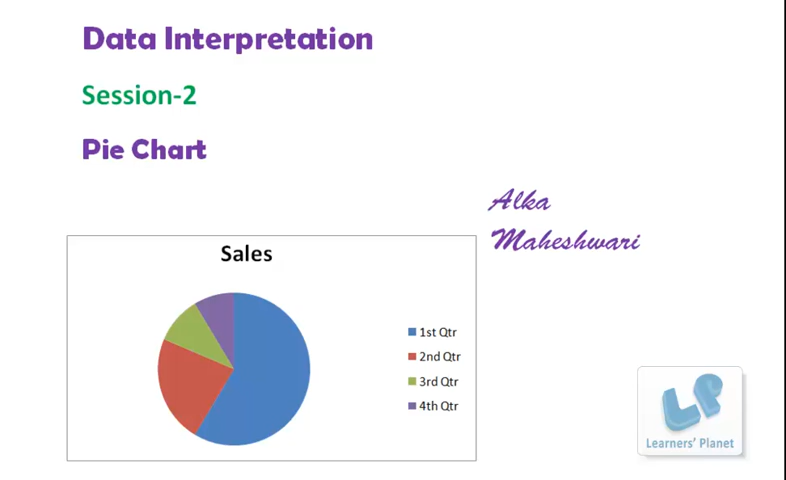 Data Interpretation
Session-2
Pie Chart
Alka
Maheshwari
Sales
1st Qtr
2nd Qtr
3rd Qtr
4th Qtr
LP
Learners' Planet